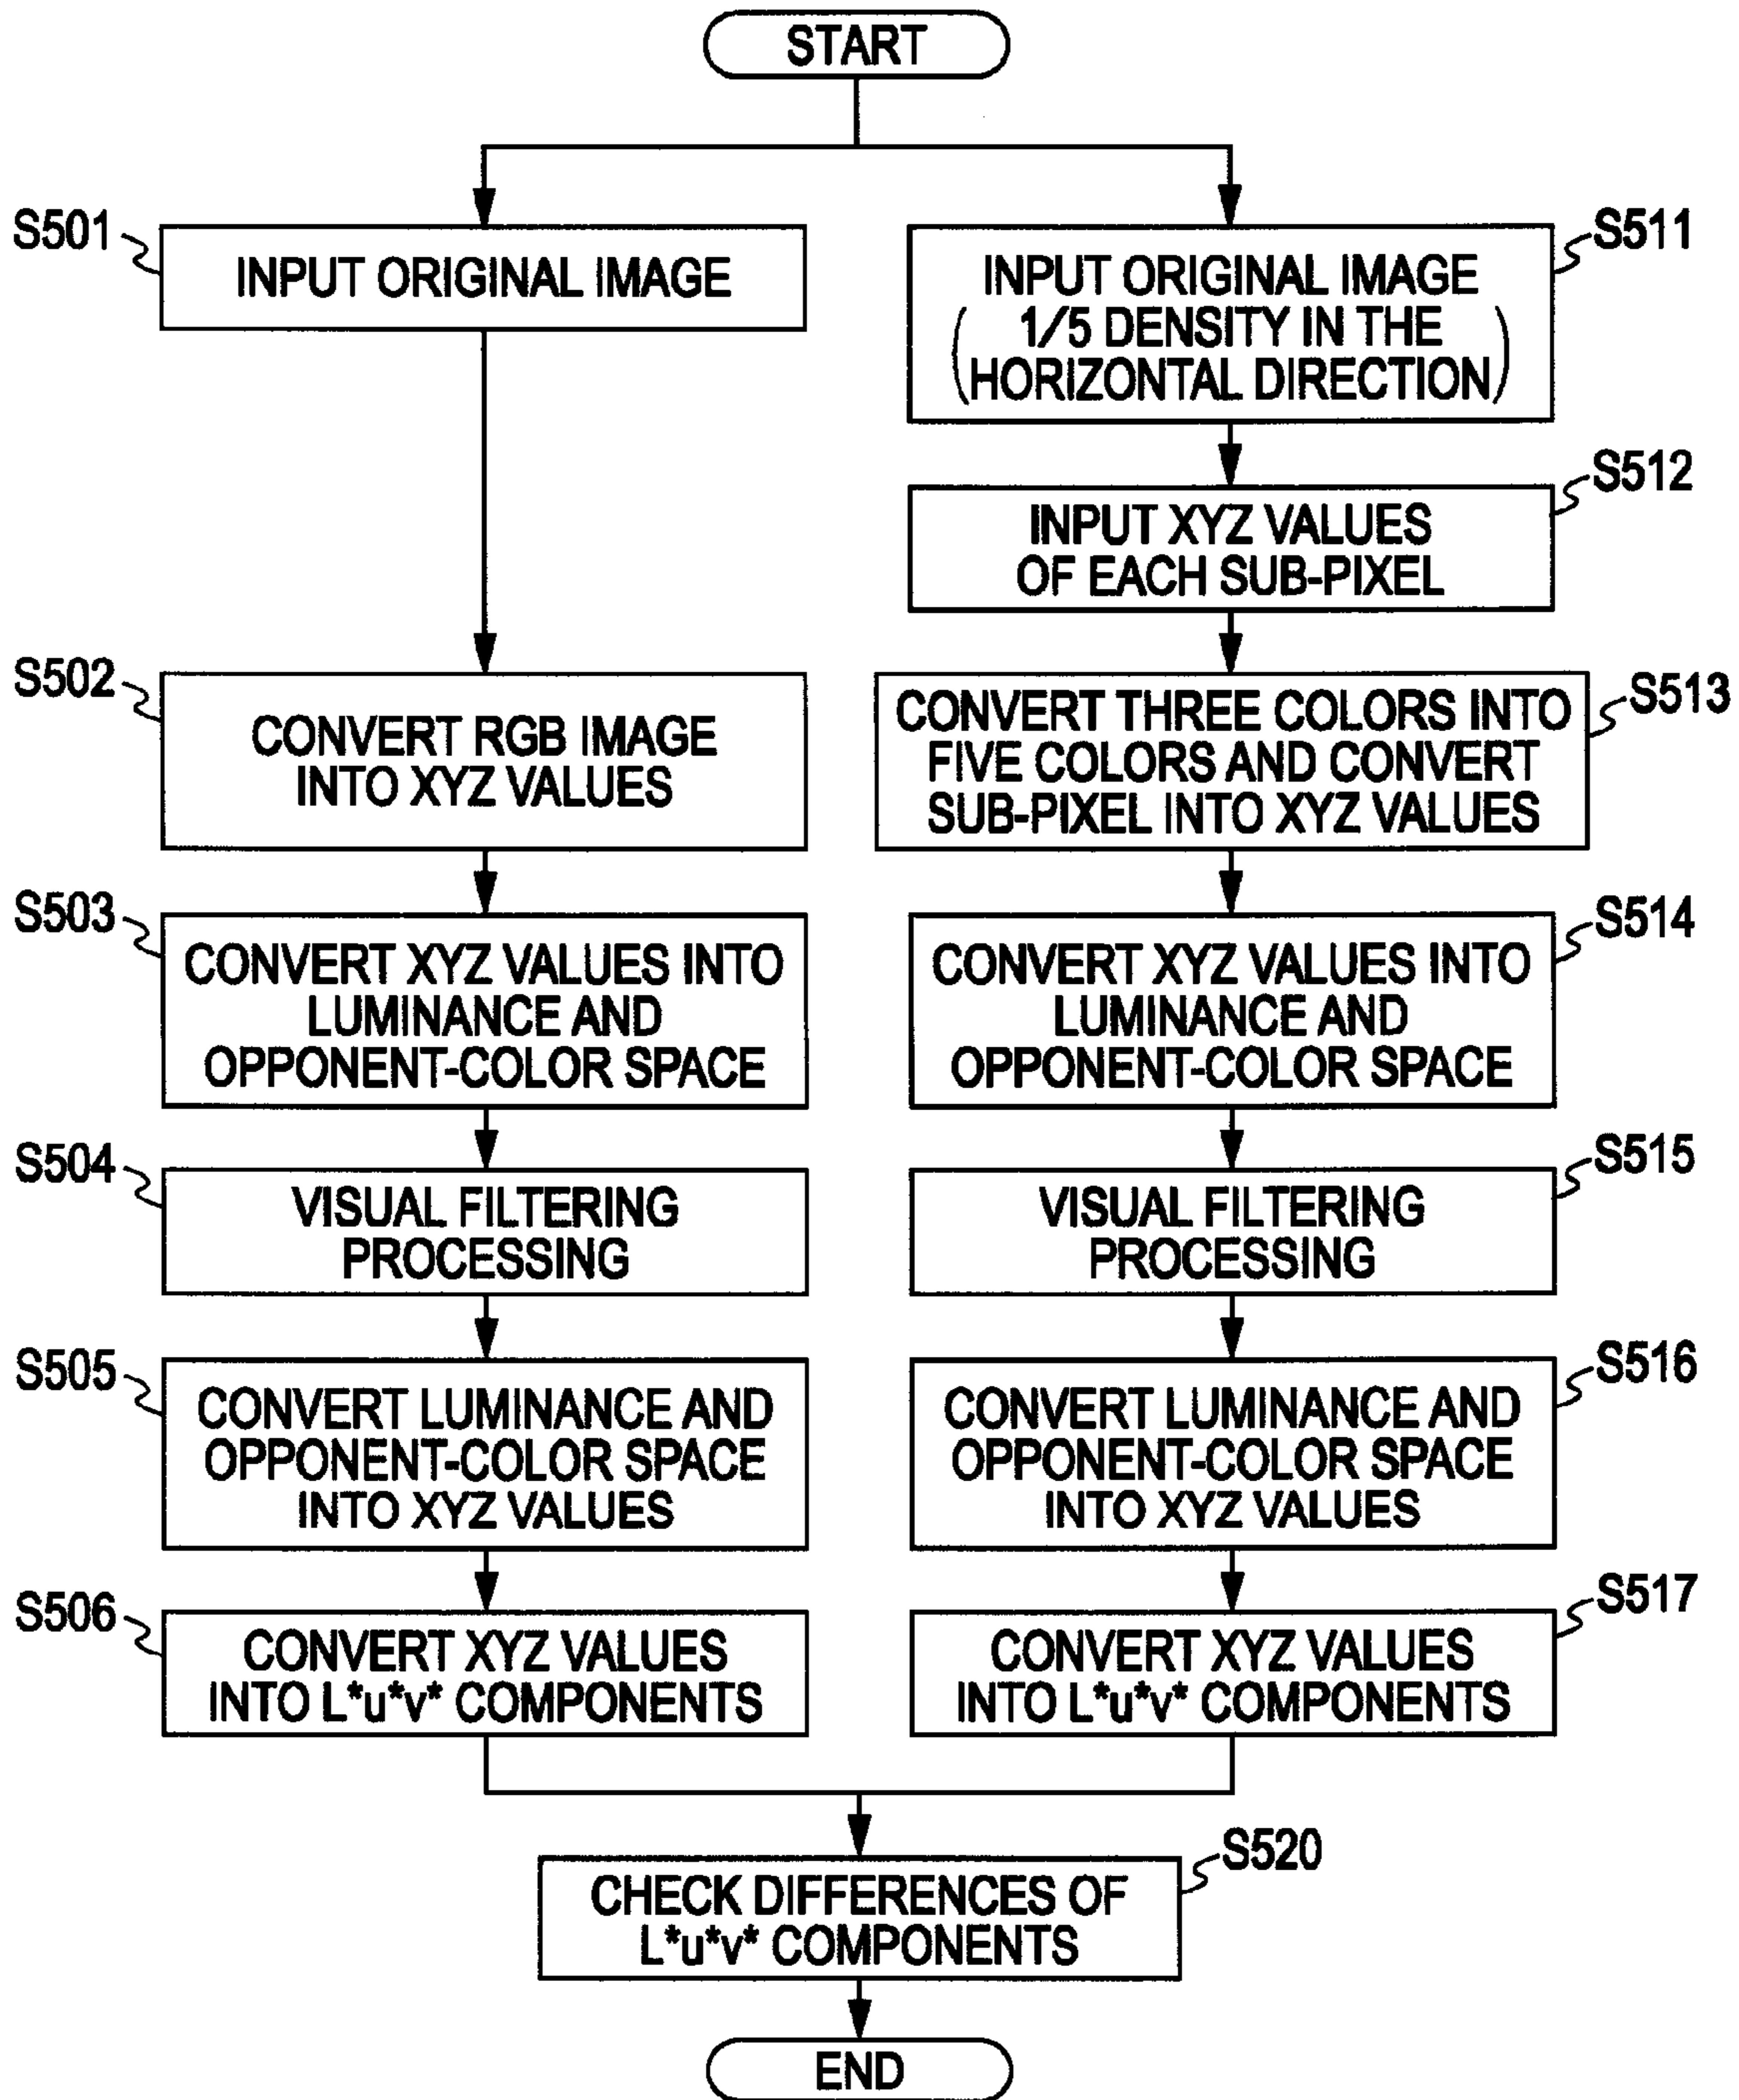 START
S501
INPUT ORIGINAL IMAGE
S511
INPUT ORIGINAL IMAGE
( 1/5 DENSITY IN THE
HORIZONTAL DIRECTION )
S512
INPUT XYZ VALUES
OF EACH SUB-PIXEL
S502
CONVERT RGB IMAGE
INTO XYZ VALUES
S513
CONVERT THREE COLORS INTO
FIVE COLORS AND CONVERT
SUB-PIXEL INTO XYZ VALUES
S503
CONVERT XYZ VALUES INTO
LUMINANCE AND
OPPONENT-COLOR SPACE
S514
CONVERT XYZ VALUES INTO
LUMINANCE AND
OPPONENT-COLOR SPACE
S504
VISUAL FILTERING
PROCESSING
S515
VISUAL FILTERING
PROCESSING
S505
CONVERT LUMINANCE AND
OPPONENT-COLOR SPACE
INTO XYZ VALUES
S516
CONVERT LUMINANCE AND
OPPONENT-COLOR SPACE
INTO XYZ VALUES
S506
CONVERT XYZ VALUES
INTO L*u*v* COMPONENTS
S517
CONVERT XYZ VALUES
INTO L*u*v* COMPONENTS
S520
CHECK DIFFERENCES OF
L*u*v* COMPONENTS
END